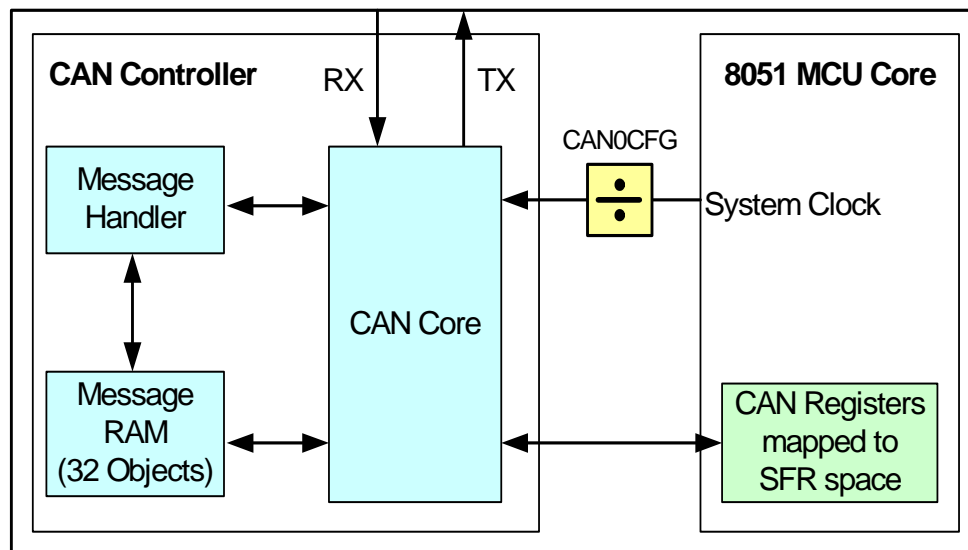 CAN Controller
RX
TX
8051 MCU Core
CAN0CFG
Message
Handler
÷
System Clock
CAN Core
Message
RAM
(32 Objects)
CAN Registers
mapped to
SFR space